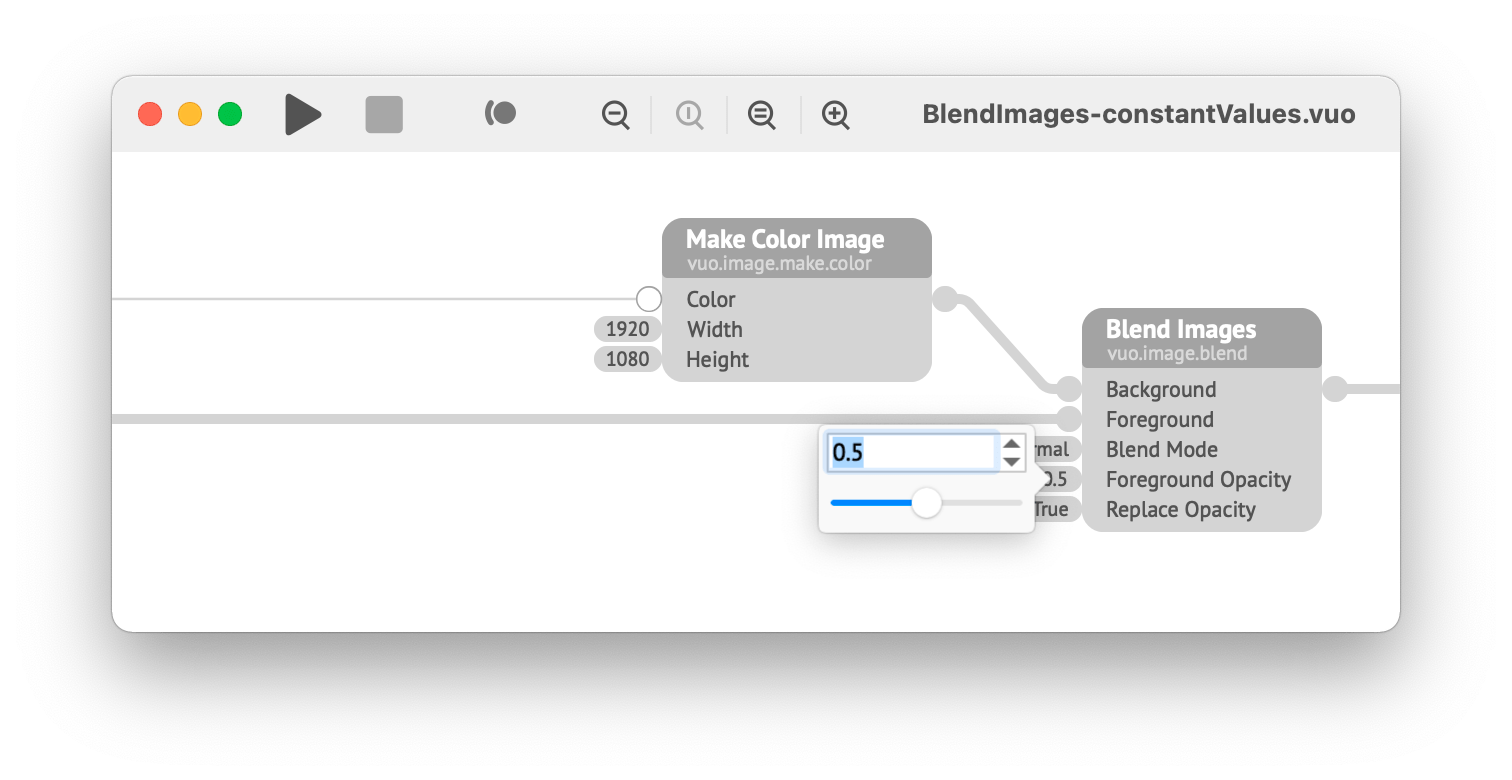 BlendImages-constantValues.vuo
Make Color Image
vuo.image.make.color
Color
1920 Width
1080 Height
Blend Images
vuo.image.blend
Background
Foreground
Blend Mode
0.5
0.5 Foreground Opacity
True Replace Opacity